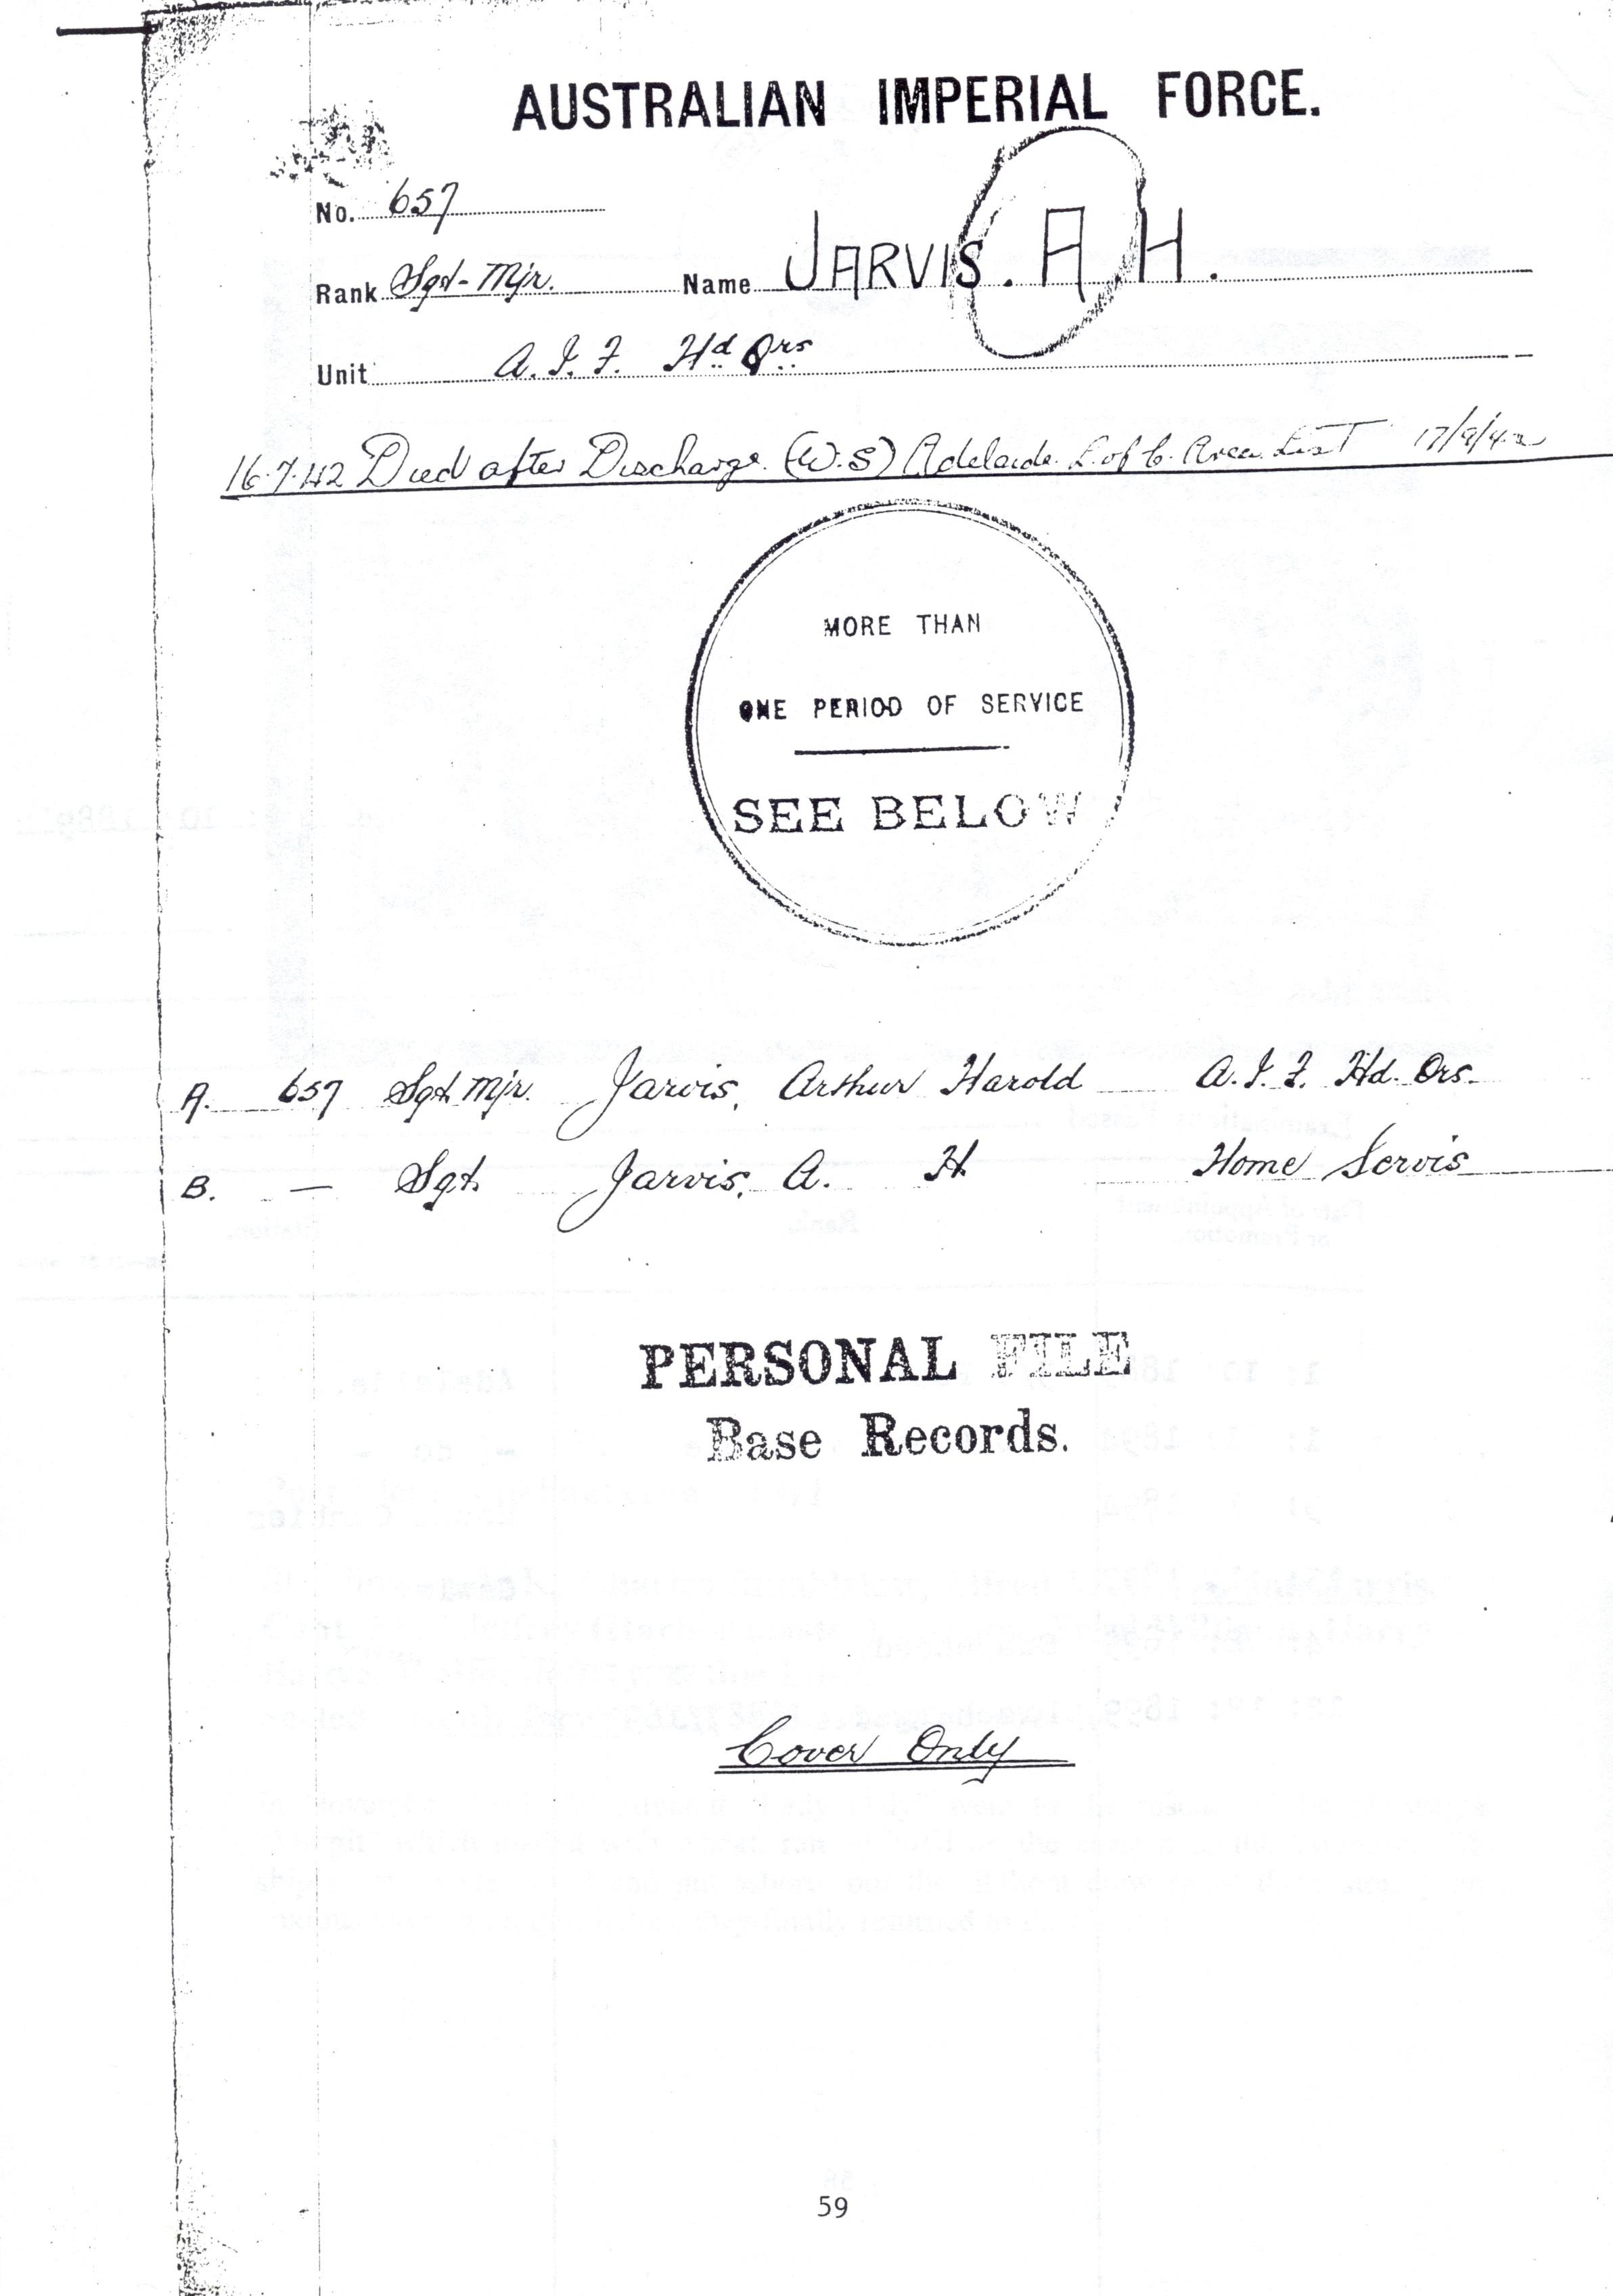 AUSTRALIAN IMPERIAL FORCE.
No. 657
Rank Sgt-Mjr. Name JARVIS. A H.
Unit A.I.F. Hd Qrs
16.7.42 Died after Discharge. (W.S) Adelaide. L. of C. Area List 17/9/42
MORE THAN
ONE PERIOD OF SERVICE
SEE BELOW
A. 657 Sgt Mjr. Jarvis, Arthur Harold A.I.F. Hd. Qrs.
B. — Sgt. Jarvis, A. H. Home Servis
PERSONAL FILE
Base Records.
Cover Only
59